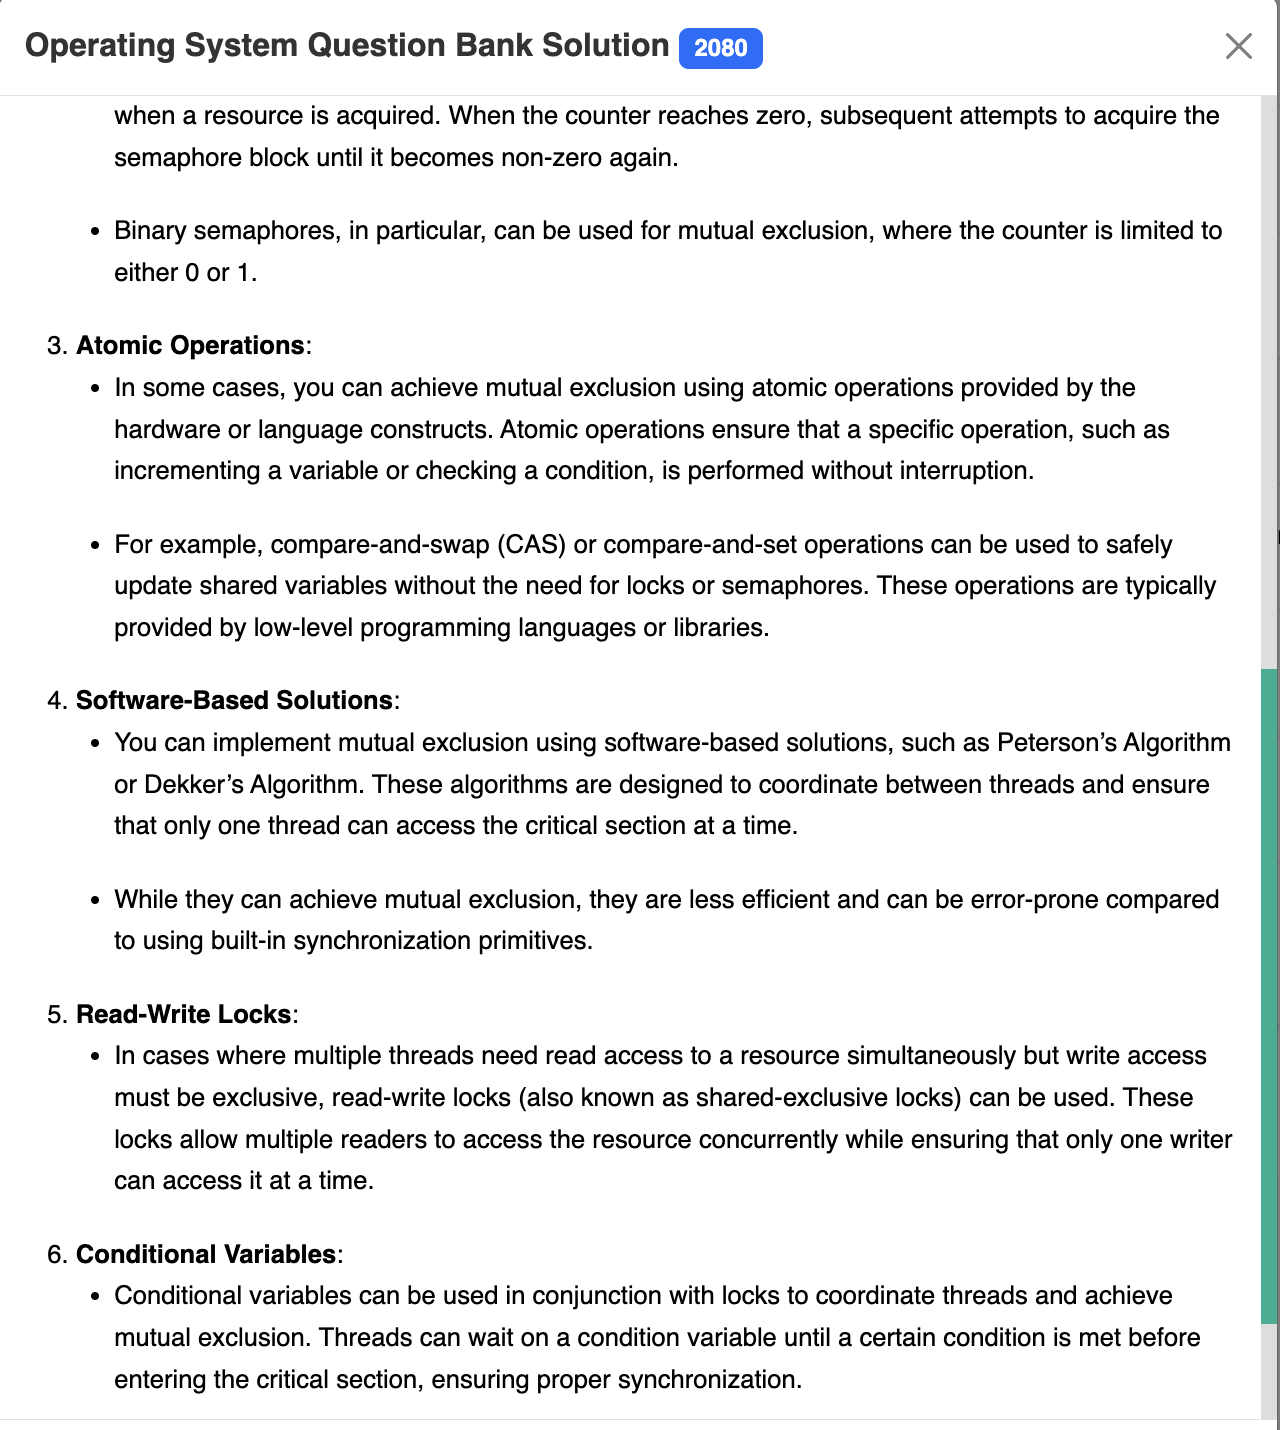 Operating System Question Bank Solution 2080
when a resource is acquired. When the counter reaches zero, subsequent attempts to acquire the
semaphore block until it becomes non-zero again.
• Binary semaphores, in particular, can be used for mutual exclusion, where the counter is limited to
either 0 or 1.
3. Atomic Operations:
• In some cases, you can achieve mutual exclusion using atomic operations provided by the
hardware or language constructs. Atomic operations ensure that a specific operation, such as
incrementing a variable or checking a condition, is performed without interruption.
• For example, compare-and-swap (CAS) or compare-and-set operations can be used to safely
update shared variables without the need for locks or semaphores. These operations are typically
provided by low-level programming languages or libraries.
4. Software-Based Solutions:
• You can implement mutual exclusion using software-based solutions, such as Peterson’s Algorithm
or Dekker’s Algorithm. These algorithms are designed to coordinate between threads and ensure
that only one thread can access the critical section at a time.
• While they can achieve mutual exclusion, they are less efficient and can be error-prone compared
to using built-in synchronization primitives.
5. Read-Write Locks:
• In cases where multiple threads need read access to a resource simultaneously but write access
must be exclusive, read-write locks (also known as shared-exclusive locks) can be used. These
locks allow multiple readers to access the resource concurrently while ensuring that only one writer
can access it at a time.
6. Conditional Variables:
• Conditional variables can be used in conjunction with locks to coordinate threads and achieve
mutual exclusion. Threads can wait on a condition variable until a certain condition is met before
entering the critical section, ensuring proper synchronization.